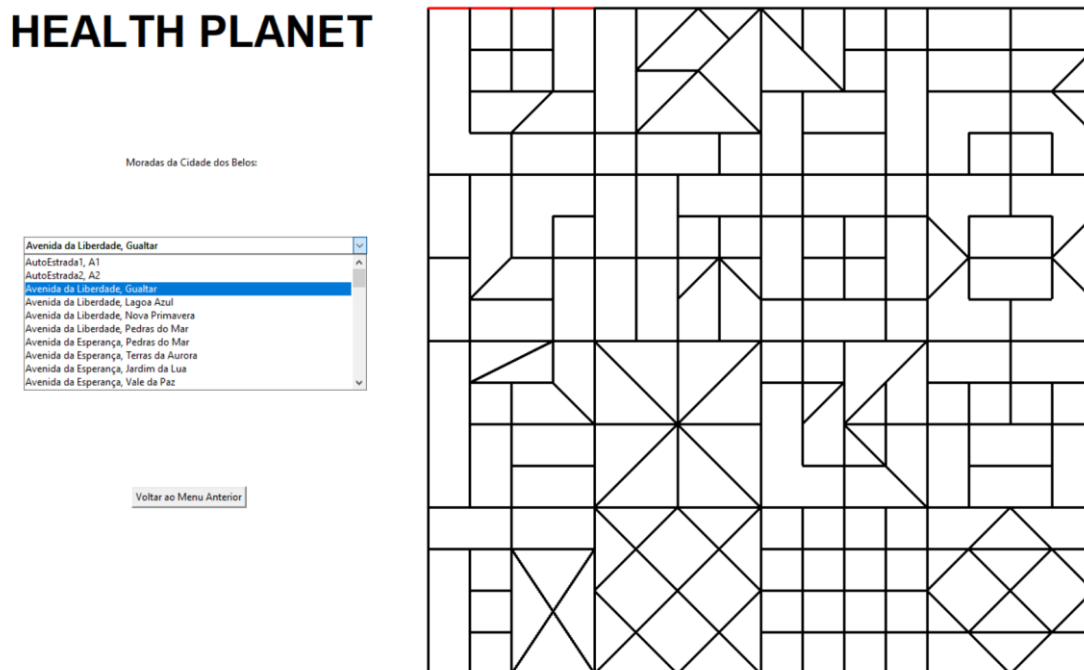 HEALTH PLANET
Moradas da Cidade dos Belos:
Avenida da Liberdade, Gualtar
AutoEstrada1, A1
AutoEstrada2, A2
Avenida da Liberdade, Gualtar
Avenida da Liberdade, Lagoa Azul
Avenida da Liberdade, Nova Primavera
Avenida da Liberdade, Pedras do Mar
Avenida da Esperança, Pedras do Mar
Avenida da Esperança, Terras da Aurora
Avenida da Esperança, Jardim da Lua
Avenida da Esperança, Vale da Paz
Voltar ao Menu Anterior